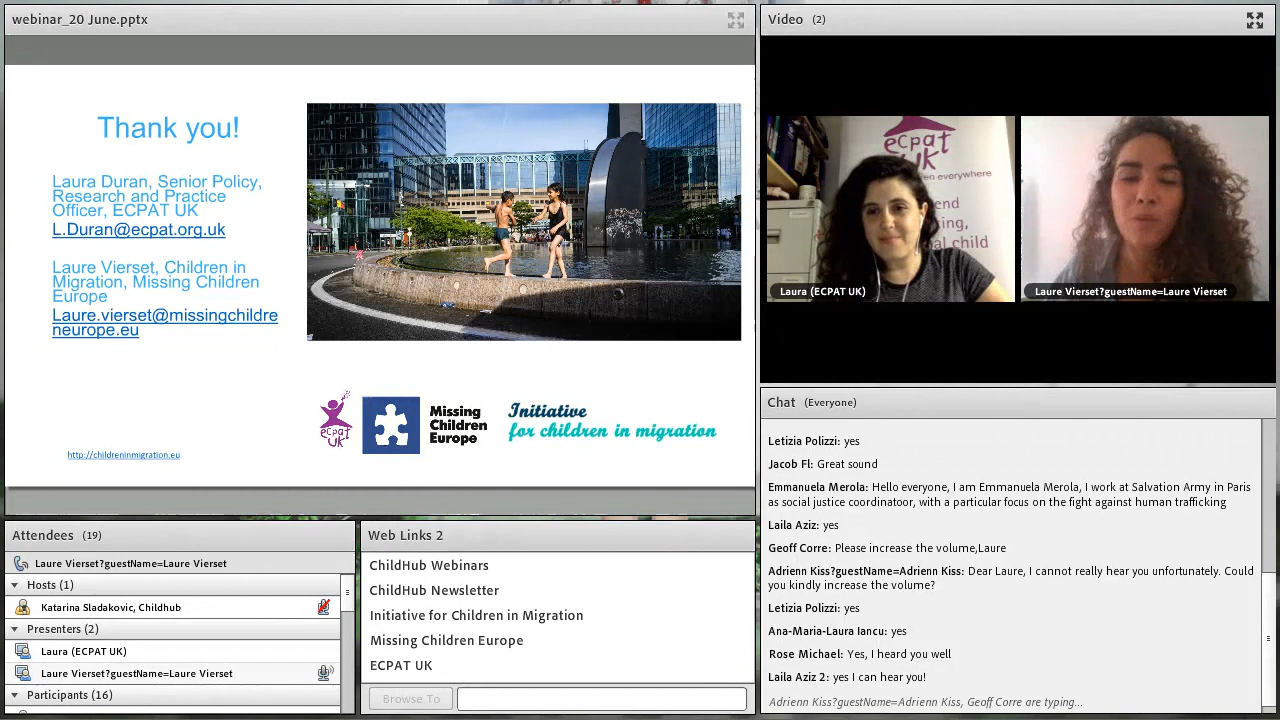 webinar_20 June.pptx
Thank you!
Laura Duran, Senior Policy,
Research and Practice
Officer, ECPAT UK
L.Duran@ecpat.org.uk
Laure Vierset, Children in
Migration, Missing Children
Europe
Laure.vierset@missingchildre
neurope.eu
ecpat
UK
Missing
Children
Europe
Initiative
for children in migration
http://childreninmigration.eu
Video (2)
ecpat
UK
en everywhere
Laura (ECPAT UK)
Laure Vierset?guestName=Laure Vierset
Chat (Everyone)
Letizia Polizzi: yes
Jacob Fl: Great sound
Emmanuela Merola: Hello everyone, I am Emmanuela Merola, I work at Salvation Army in Paris
as social justice coordinatoor, with a particular focus on the fight against human trafficking
Laila Aziz: yes
Geoff Corre: Please increase the volume,Laure
Adrienn Kiss?guestName=Adrienn Kiss: Dear Laure, I cannot really hear you unfortunately. Could
you kindly increase the volume?
Letizia Polizzi: yes
Ana-Maria-Laura Iancu: yes
Rose Michael: Yes, I heard you well
Laila Aziz 2: yes I can hear you!
Adrienn Kiss?guestName=Adrienn Kiss, Geoff Corre are typing...
Attendees (19)
Laure Vierset?guestName=Laure Vierset
Hosts (1)
Katarina Sladakovic, Childhub
Presenters (2)
Laura (ECPAT UK)
Laure Vierset?guestName=Laure Vierset
Participants (16)
Web Links 2
ChildHub Webinars
ChildHub Newsletter
Initiative for Children in Migration
Missing Children Europe
ECPAT UK
Browse To